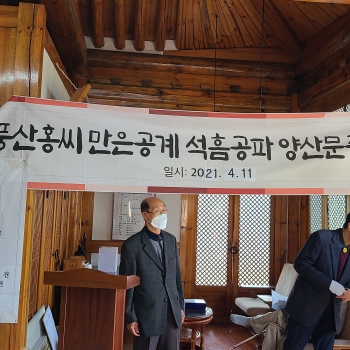 풍산홍씨 만은공계 석흠공파 양산문
일시: 2021. 4. 11